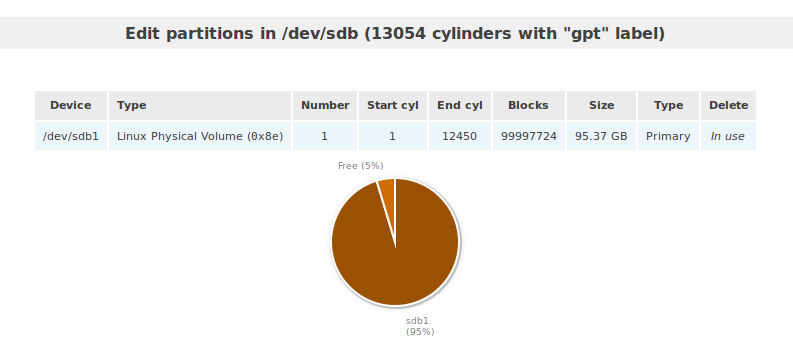 Edit partitions in /dev/sdb (13054 cylinders with "gpt" label)
Device Type Number Start cyl End cyl Blocks Size Type Delete
/dev/sdb1 Linux Physical Volume (0x8e) 1 1 12450 99997724 95.37 GB Primary In use
Free (5%)
sdb1
(95%)